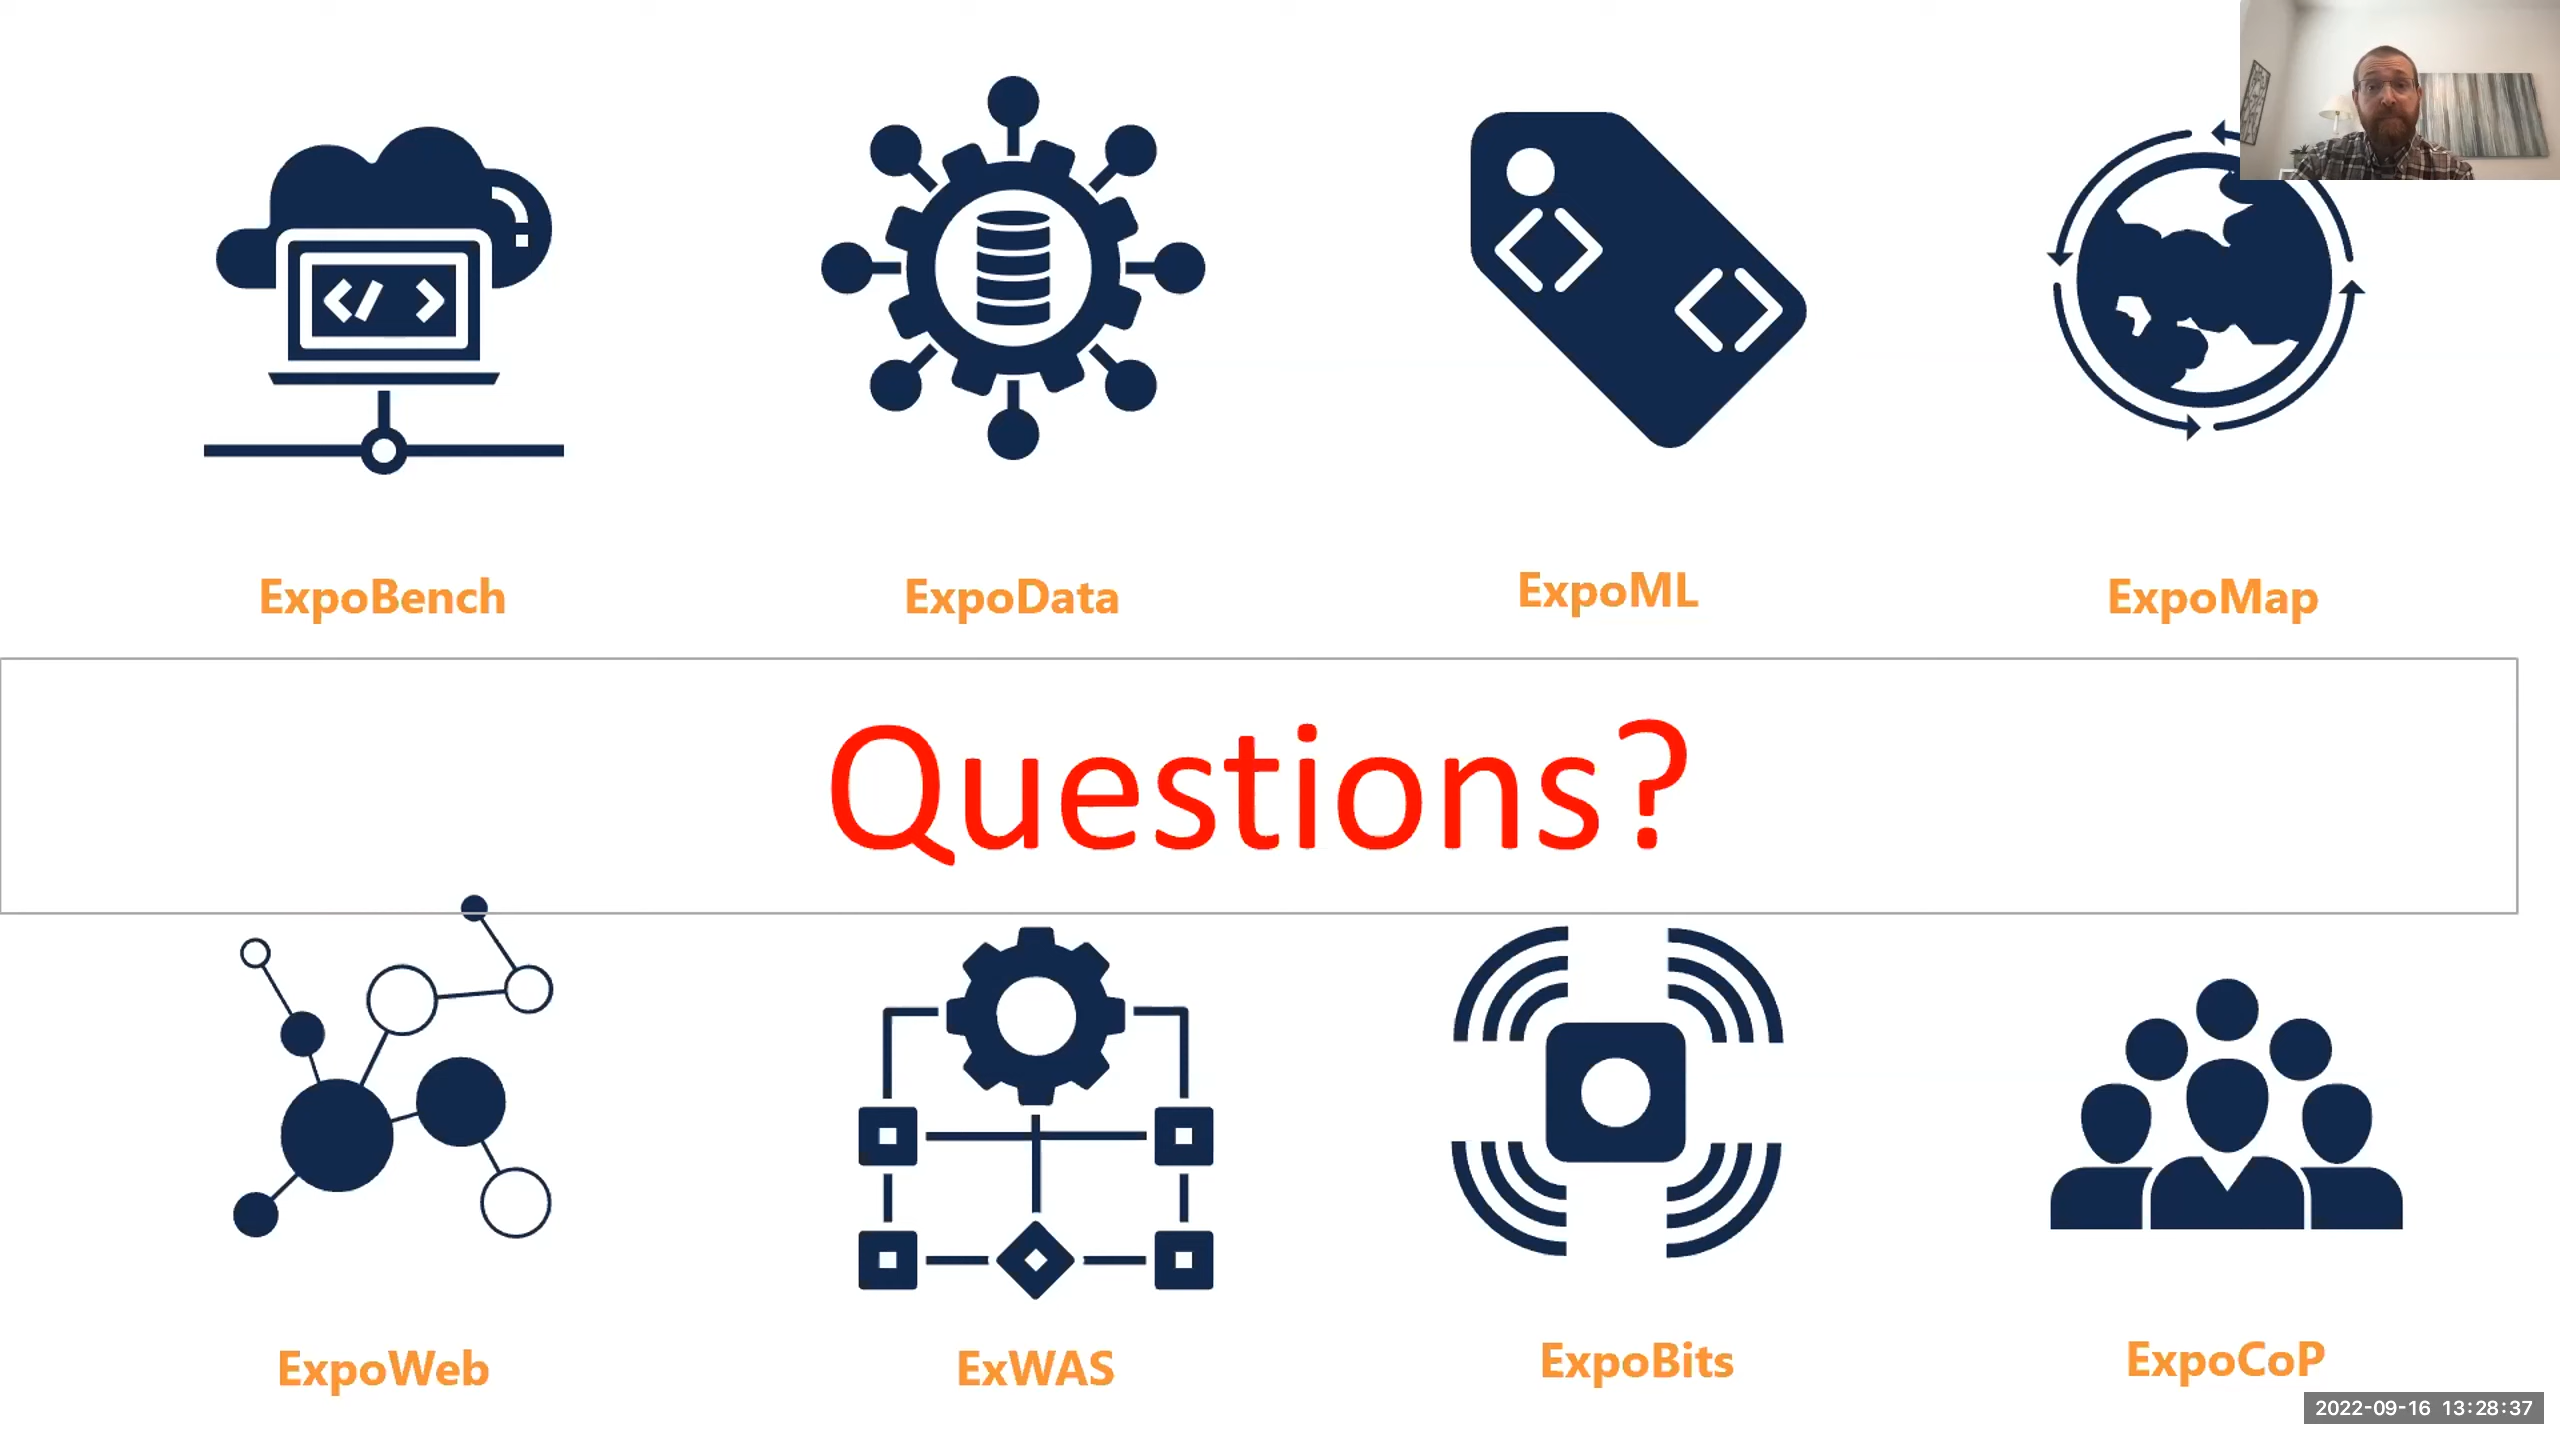 </>
ExpoBench
ExpoData
ExpoML
ExpoMap
Questions?
ExpoWeb
ExWAS
ExpoBits
ExpoCoP
2022-09-16 13:28:37